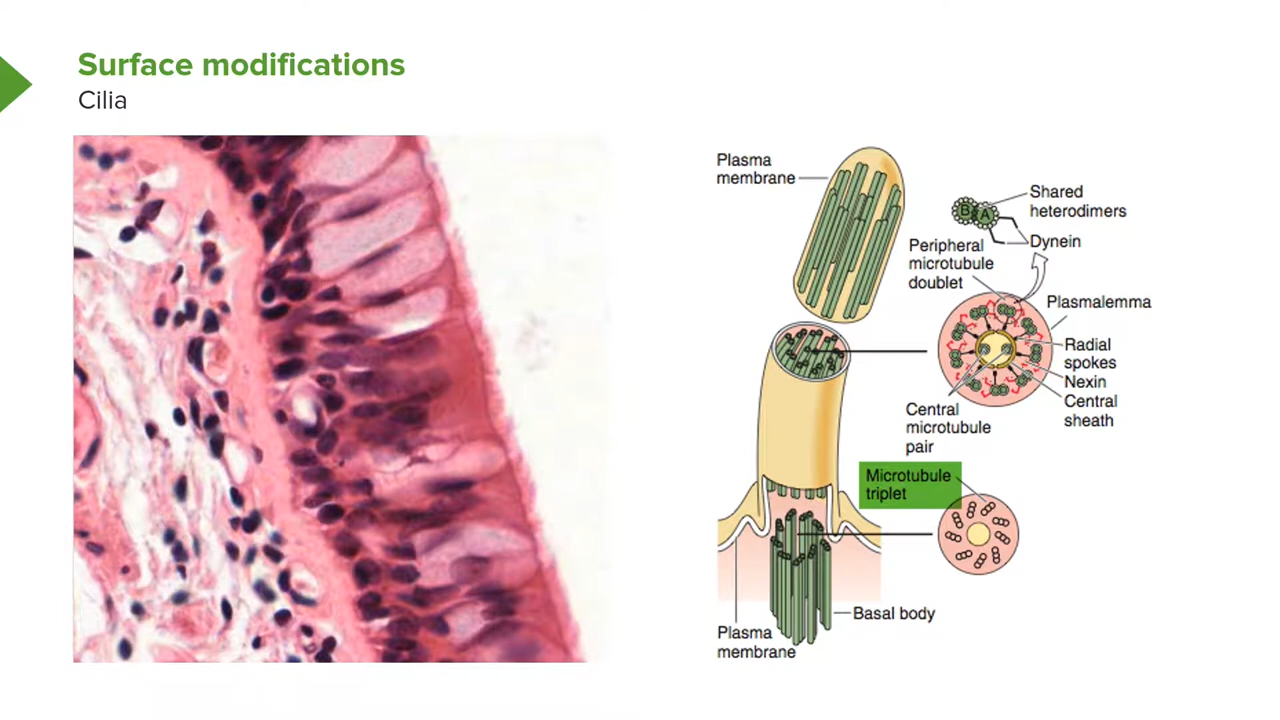 Surface modifications
Cilia
Plasma
membrane
Shared
heterodimers
B A
Dynein
Peripheral
microtubule
doublet
Plasmalemma
Radial
spokes
Nexin
Central
sheath
Central
microtubule
pair
Microtubule
triplet
Basal body
Plasma
membrane